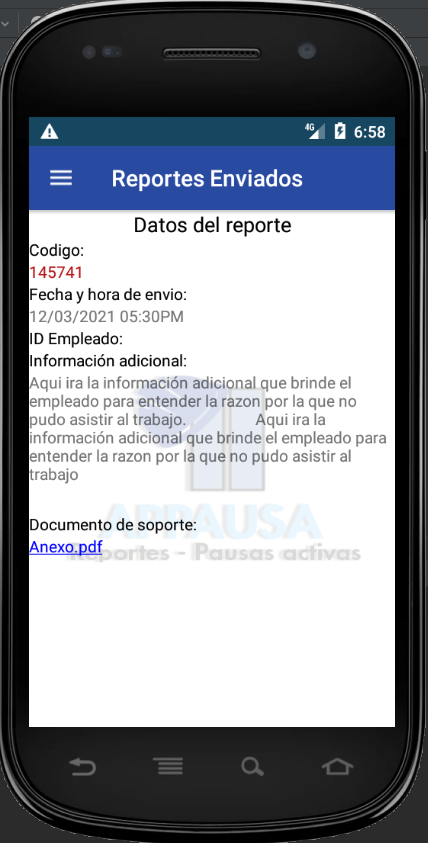 4G 6:58
Reportes Enviados
Datos del reporte
Codigo:
145741
Fecha y hora de envio:
12/03/2021 05:30PM
ID Empleado:
Información adicional:
Aqui ira la información adicional que brinde el
empleado para entender la razon por la que no
pudo asistir al trabajo. Aqui ira la
información adicional que brinde el empleado para
entender la razon por la que no pudo asistir al
trabajo
APPAUSA
Documento de soporte:
Anexo.pdf
Reportes - Pausas activas